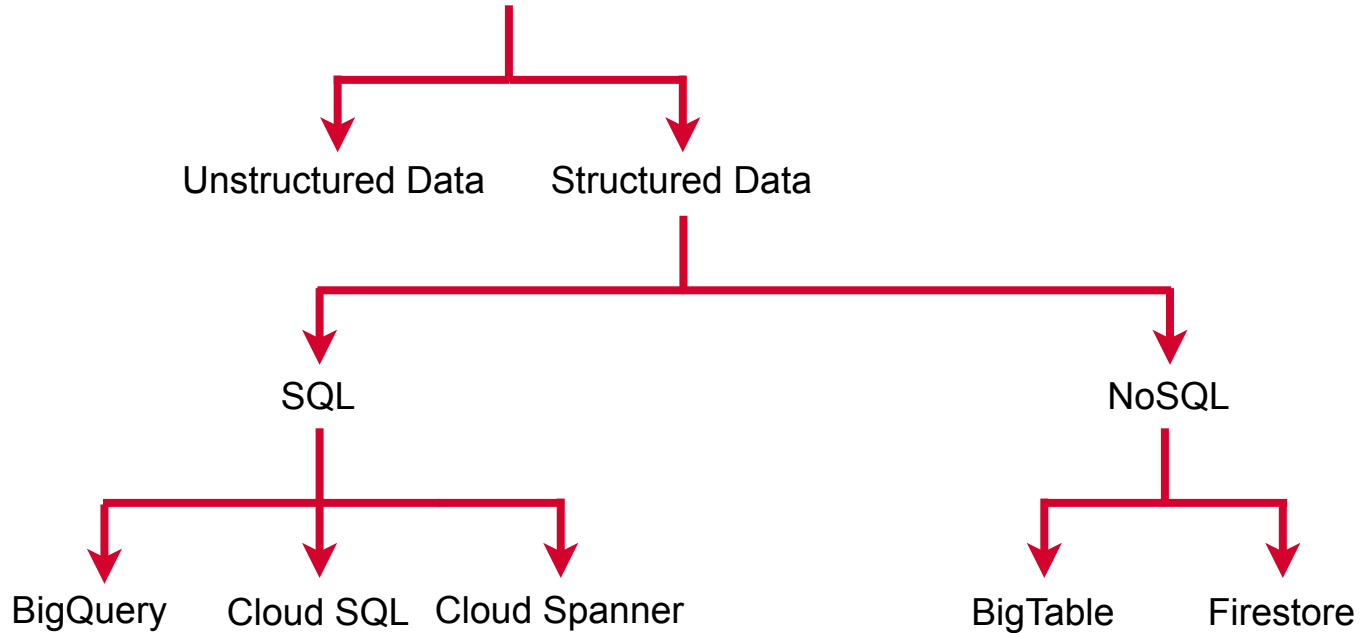 Unstructured Data
Structured Data
SQL
NoSQL
BigQuery
Cloud SQL
Cloud Spanner
BigTable
Firestore